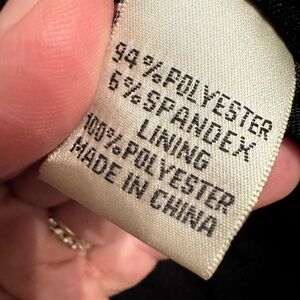 94%POLYESTER
6%SPANDEX
LINING
100%POLYESTER
MADE IN CHINA